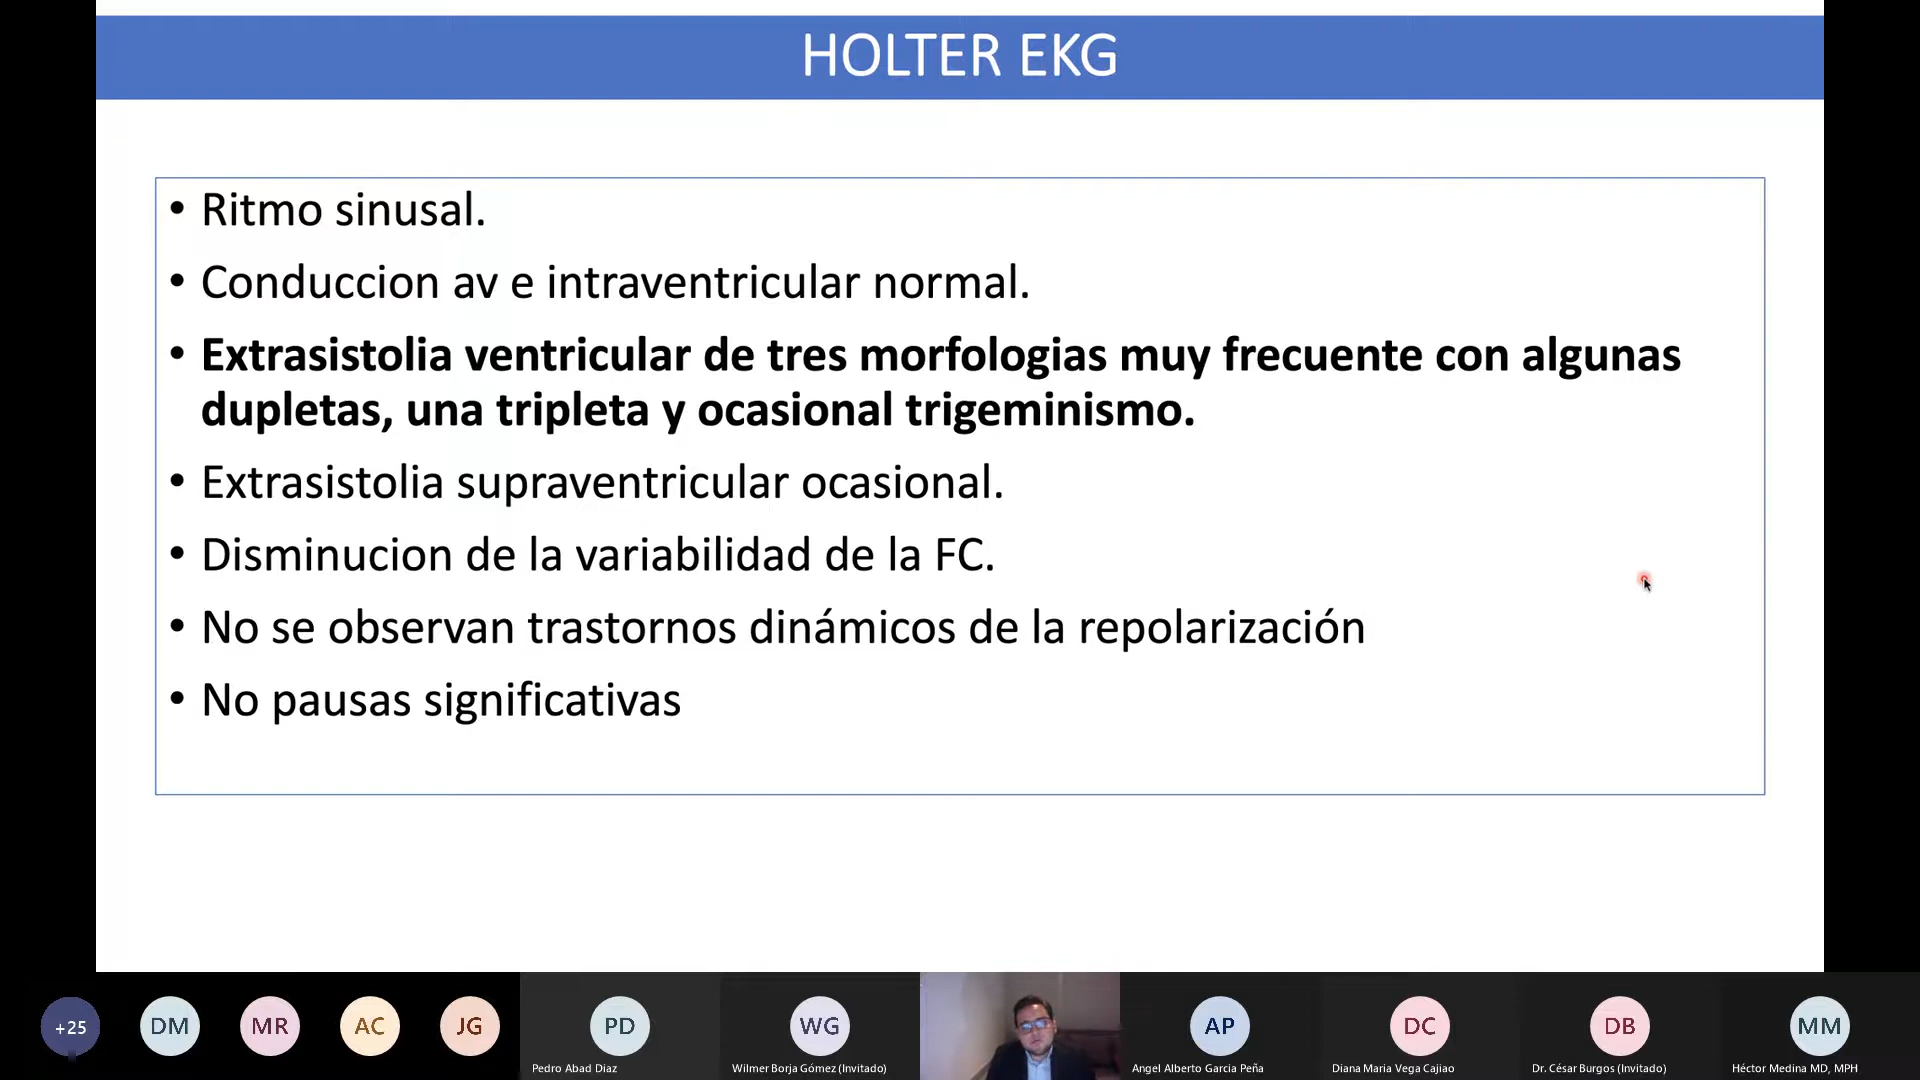 HOLTER EKG
• Ritmo sinusal.
• Conduccion av e intraventricular normal.
• Extrasistolia ventricular de tres morfologias muy frecuente con algunas
dupletas, una tripleta y ocasional trigeminismo.
• Extrasistolia supraventricular ocasional.
• Disminucion de la variabilidad de la FC.
• No se observan trastornos dinámicos de la repolarización
• No pausas significativas
+25 DM MR AC JG PD WG AP DC DB MM
Pedro Abad Diaz Wilmer Borja Gómez (Invitado) Angel Alberto Garcia Peña Diana Maria Vega Cajiao Dr. César Burgos (Invitado) Héctor Medina MD, MPH